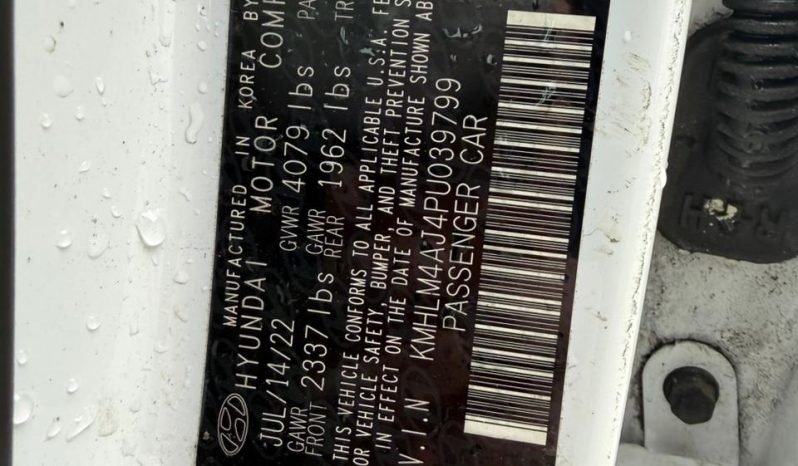 MANUFACTURED IN KOREA BY
HYUNDAI MOTOR COMP
JUL/14/22 GVWR 4079 lbs PA
GAWR FRONT 2337 lbs GAWR REAR 1962 lbs TR
THIS VEHICLE CONFORMS TO ALL APPLICABLE U.S.A. FE
OR VEHICLE SAFETY, BUMPER AND THEFT PREVENTION S
IN EFFECT ON THE DATE OF MANUFACTURE SHOWN AB
V.I.N KMHLM4AJ4PU039799
PASSENGER CAR